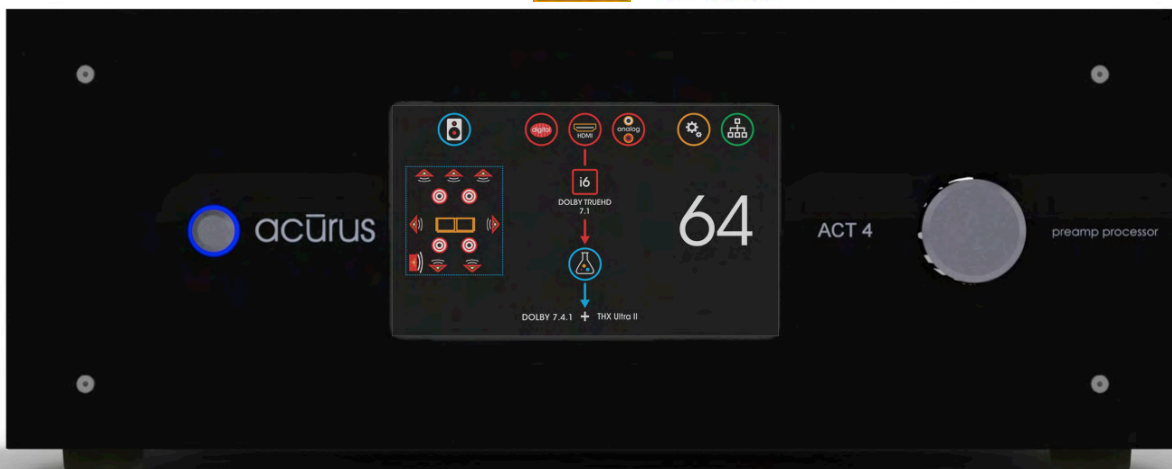 digital
HDMI
analog
i6
DOLBY TRUEHD
7.1
64
acūrus
ACT 4
preamp processor
DOLBY 7.4.1 + THX Ultra II